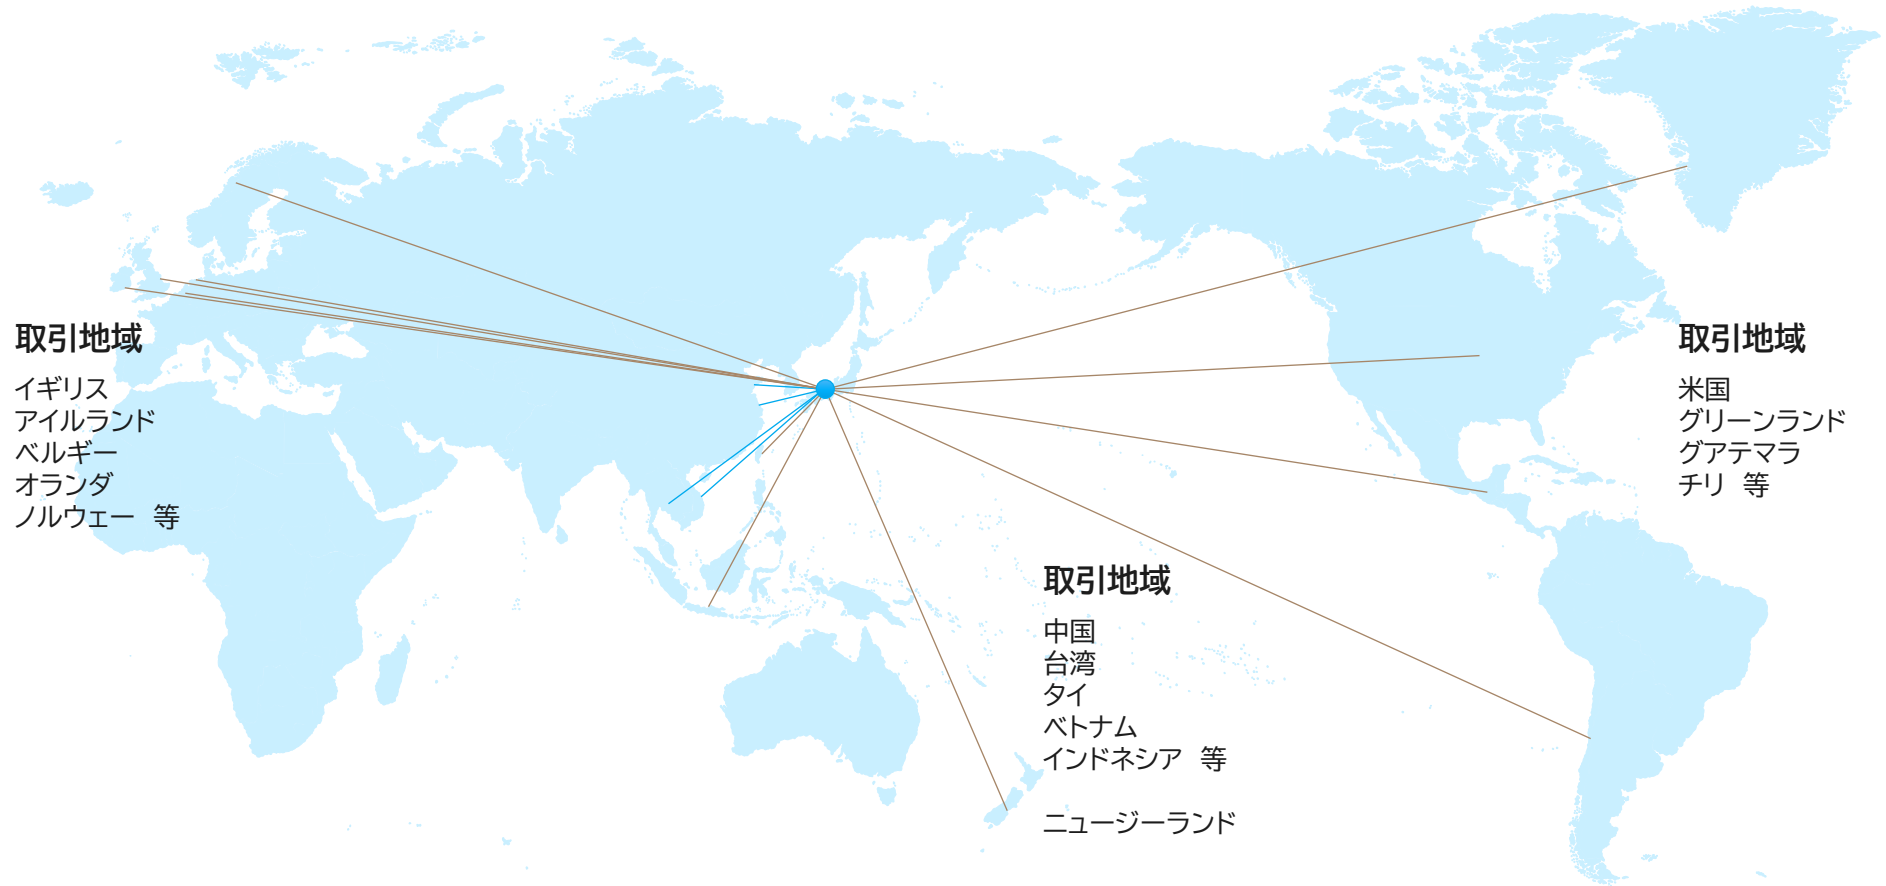 取引地域
イギリス
アイルランド
ベルギー
オランダ
ノルウェー 等
取引地域
中国
台湾
タイ
ベトナム
インドネシア 等
ニュージーランド
取引地域
米国
グリーンランド
グアテマラ
チリ 等